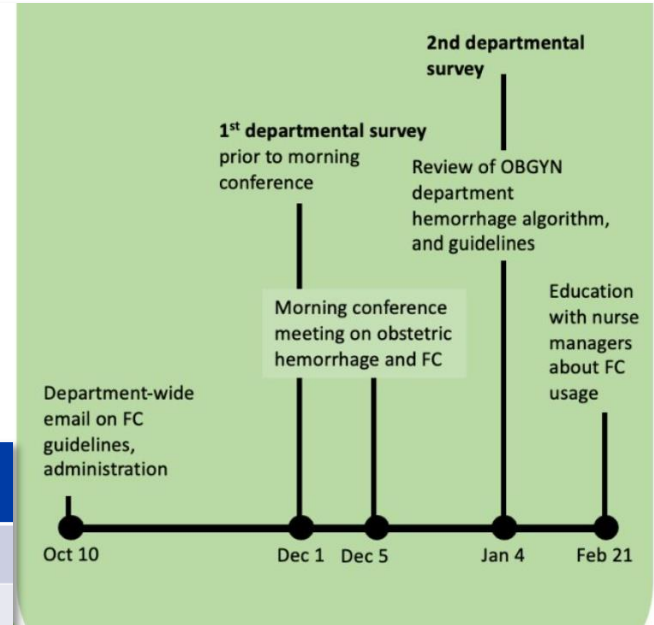 2nd departmental
survey
1st departmental survey
prior to morning
conference
Review of OBGYN
department
hemorrhage algorithm,
and guidelines
Education
with nurse
managers
about FC
usage
Morning conference
meeting on obstetric
hemorrhage and FC
Department-wide
email on FC
guidelines,
administration
Oct 10
Dec 1
Dec 5
Jan 4
Feb 21